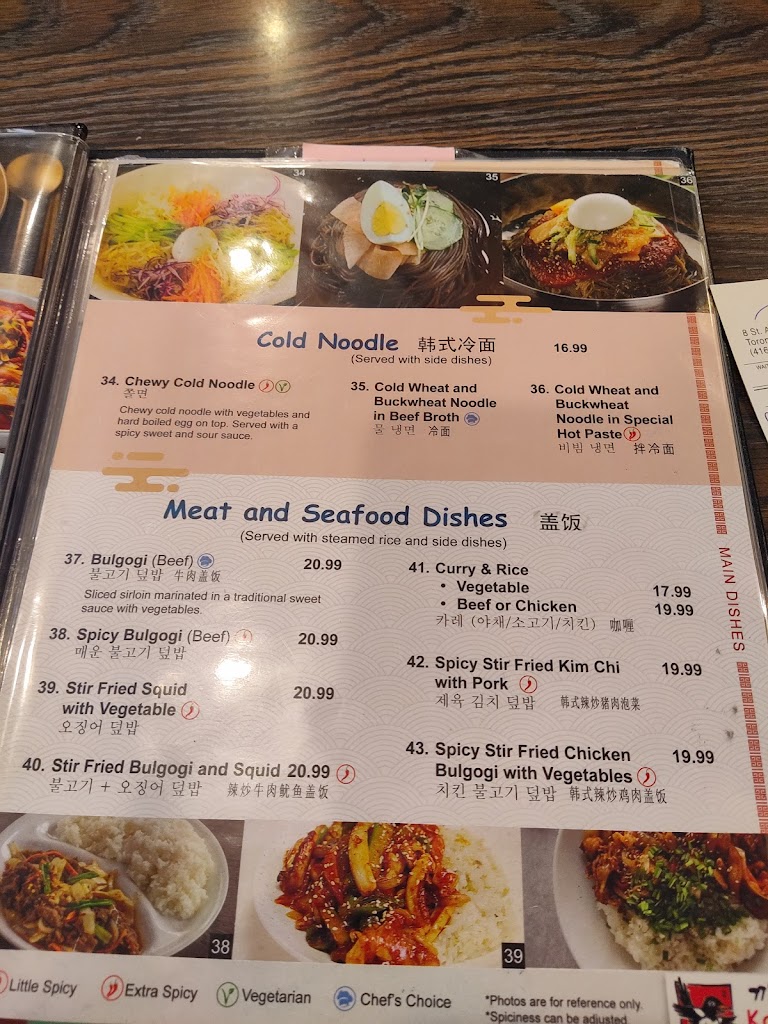 34
35
36
Cold Noodle 韩式冷面 16.99
(Served with side dishes)
34. Chewy Cold Noodle
쫄면
Chewy cold noodle with vegetables and
hard boiled egg on top. Served with a
spicy sweet and sour sauce.
35. Cold Wheat and
Buckwheat Noodle
in Beef Broth
물 냉면 冷面
36. Cold Wheat and
Buckwheat
Noodle in Special
Hot Paste
비빔 냉면 拌冷面
Meat and Seafood Dishes 盖饭
(Served with steamed rice and side dishes)
37. Bulgogi (Beef) 20.99
불고기 덮밥 牛肉盖饭
Sliced sirloin marinated in a traditional sweet
sauce with vegetables.
38. Spicy Bulgogi (Beef) 20.99
매운 불고기 덮밥
39. Stir Fried Squid 20.99
with Vegetable
오징어 덮밥
40. Stir Fried Bulgogi and Squid 20.99
불고기 + 오징어 덮밥 辣炒牛肉鱿鱼盖饭
41. Curry & Rice
• Vegetable 17.99
• Beef or Chicken 19.99
카레 (야채/소고기/치킨) 咖喱
42. Spicy Stir Fried Kim Chi 19.99
with Pork
제육 김치 덮밥 韩式辣炒豬肉泡菜
43. Spicy Stir Fried Chicken 19.99
Bulgogi with Vegetables
치킨 불고기 덮밥 韩式辣炒鸡肉盖饭
MAIN DISHES
38
39
Little Spicy Extra Spicy Vegetarian Chef's Choice
*Photos are for reference only.
*Spiciness can be adjusted
8 St.
(416